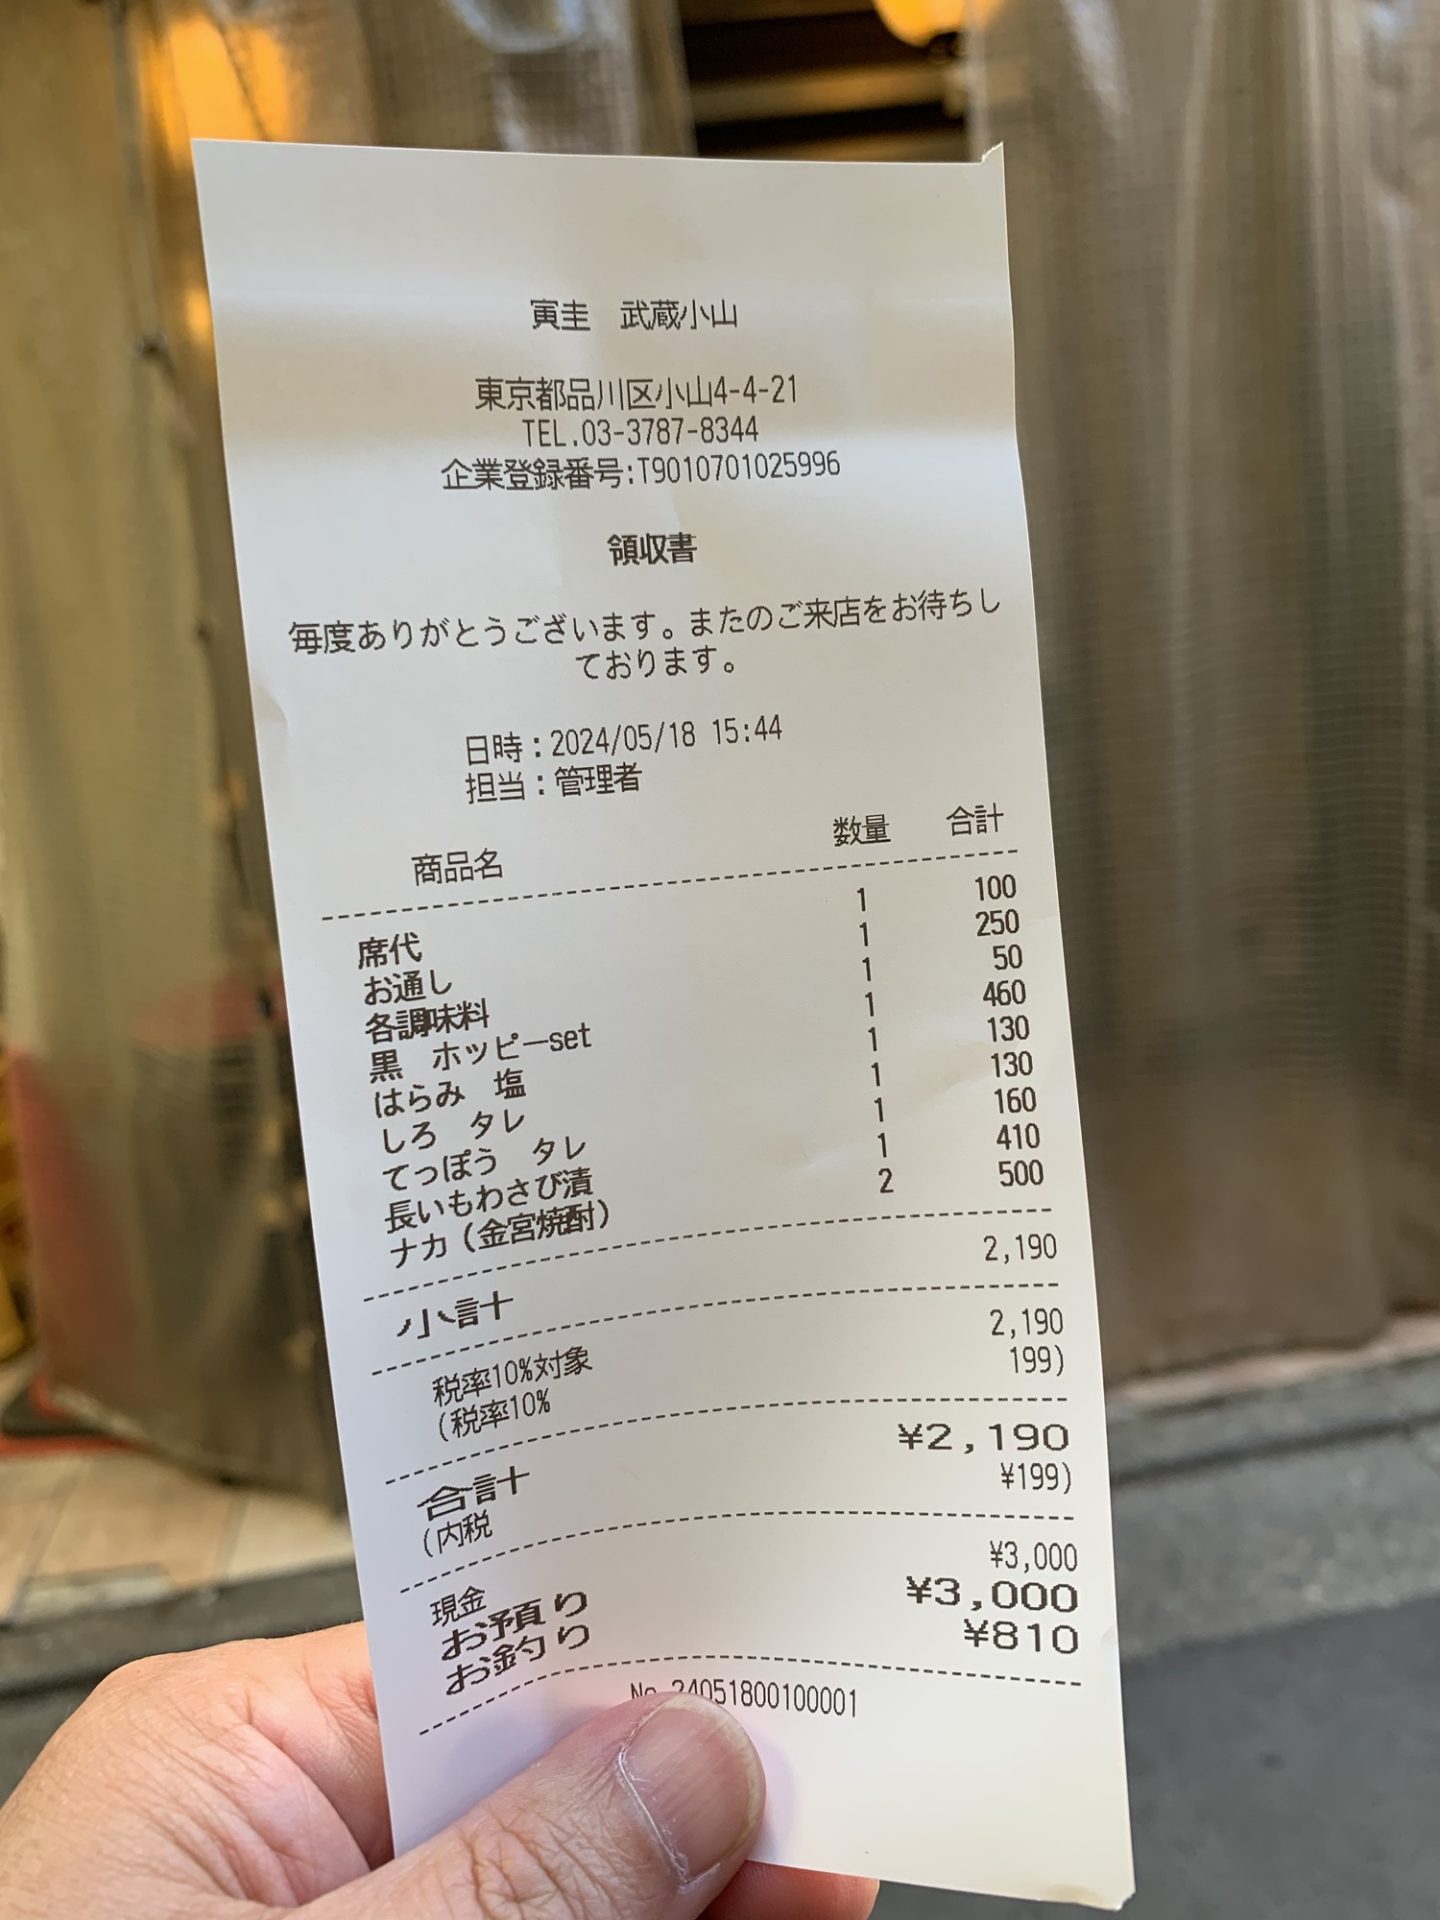 寅圭　武蔵小山
東京都品川区小山4-4-21
TEL.03-3787-8344
企業登録番号:T9010701025996
領収書
毎度ありがとうございます。またのご来店をお待ちし
ております。
日時：2024/05/18 15:44
担当：管理者
商品名 数量 合計
席代 1 100
お通し 1 250
各調味料 1 50
黒　ホッピーset 1 460
はらみ　塩 1 130
しろ　タレ 1 130
てっぽう　タレ 1 160
長いもわさび漬 1 410
ナカ（金宮焼酎） 2 500
小計 2,190
税率10%対象 2,190
(税率10% 199)
合計 ¥2,190
(内税 ¥199)
現金 ¥3,000
お預り ¥3,000
お釣り ¥810
No.24051800100001